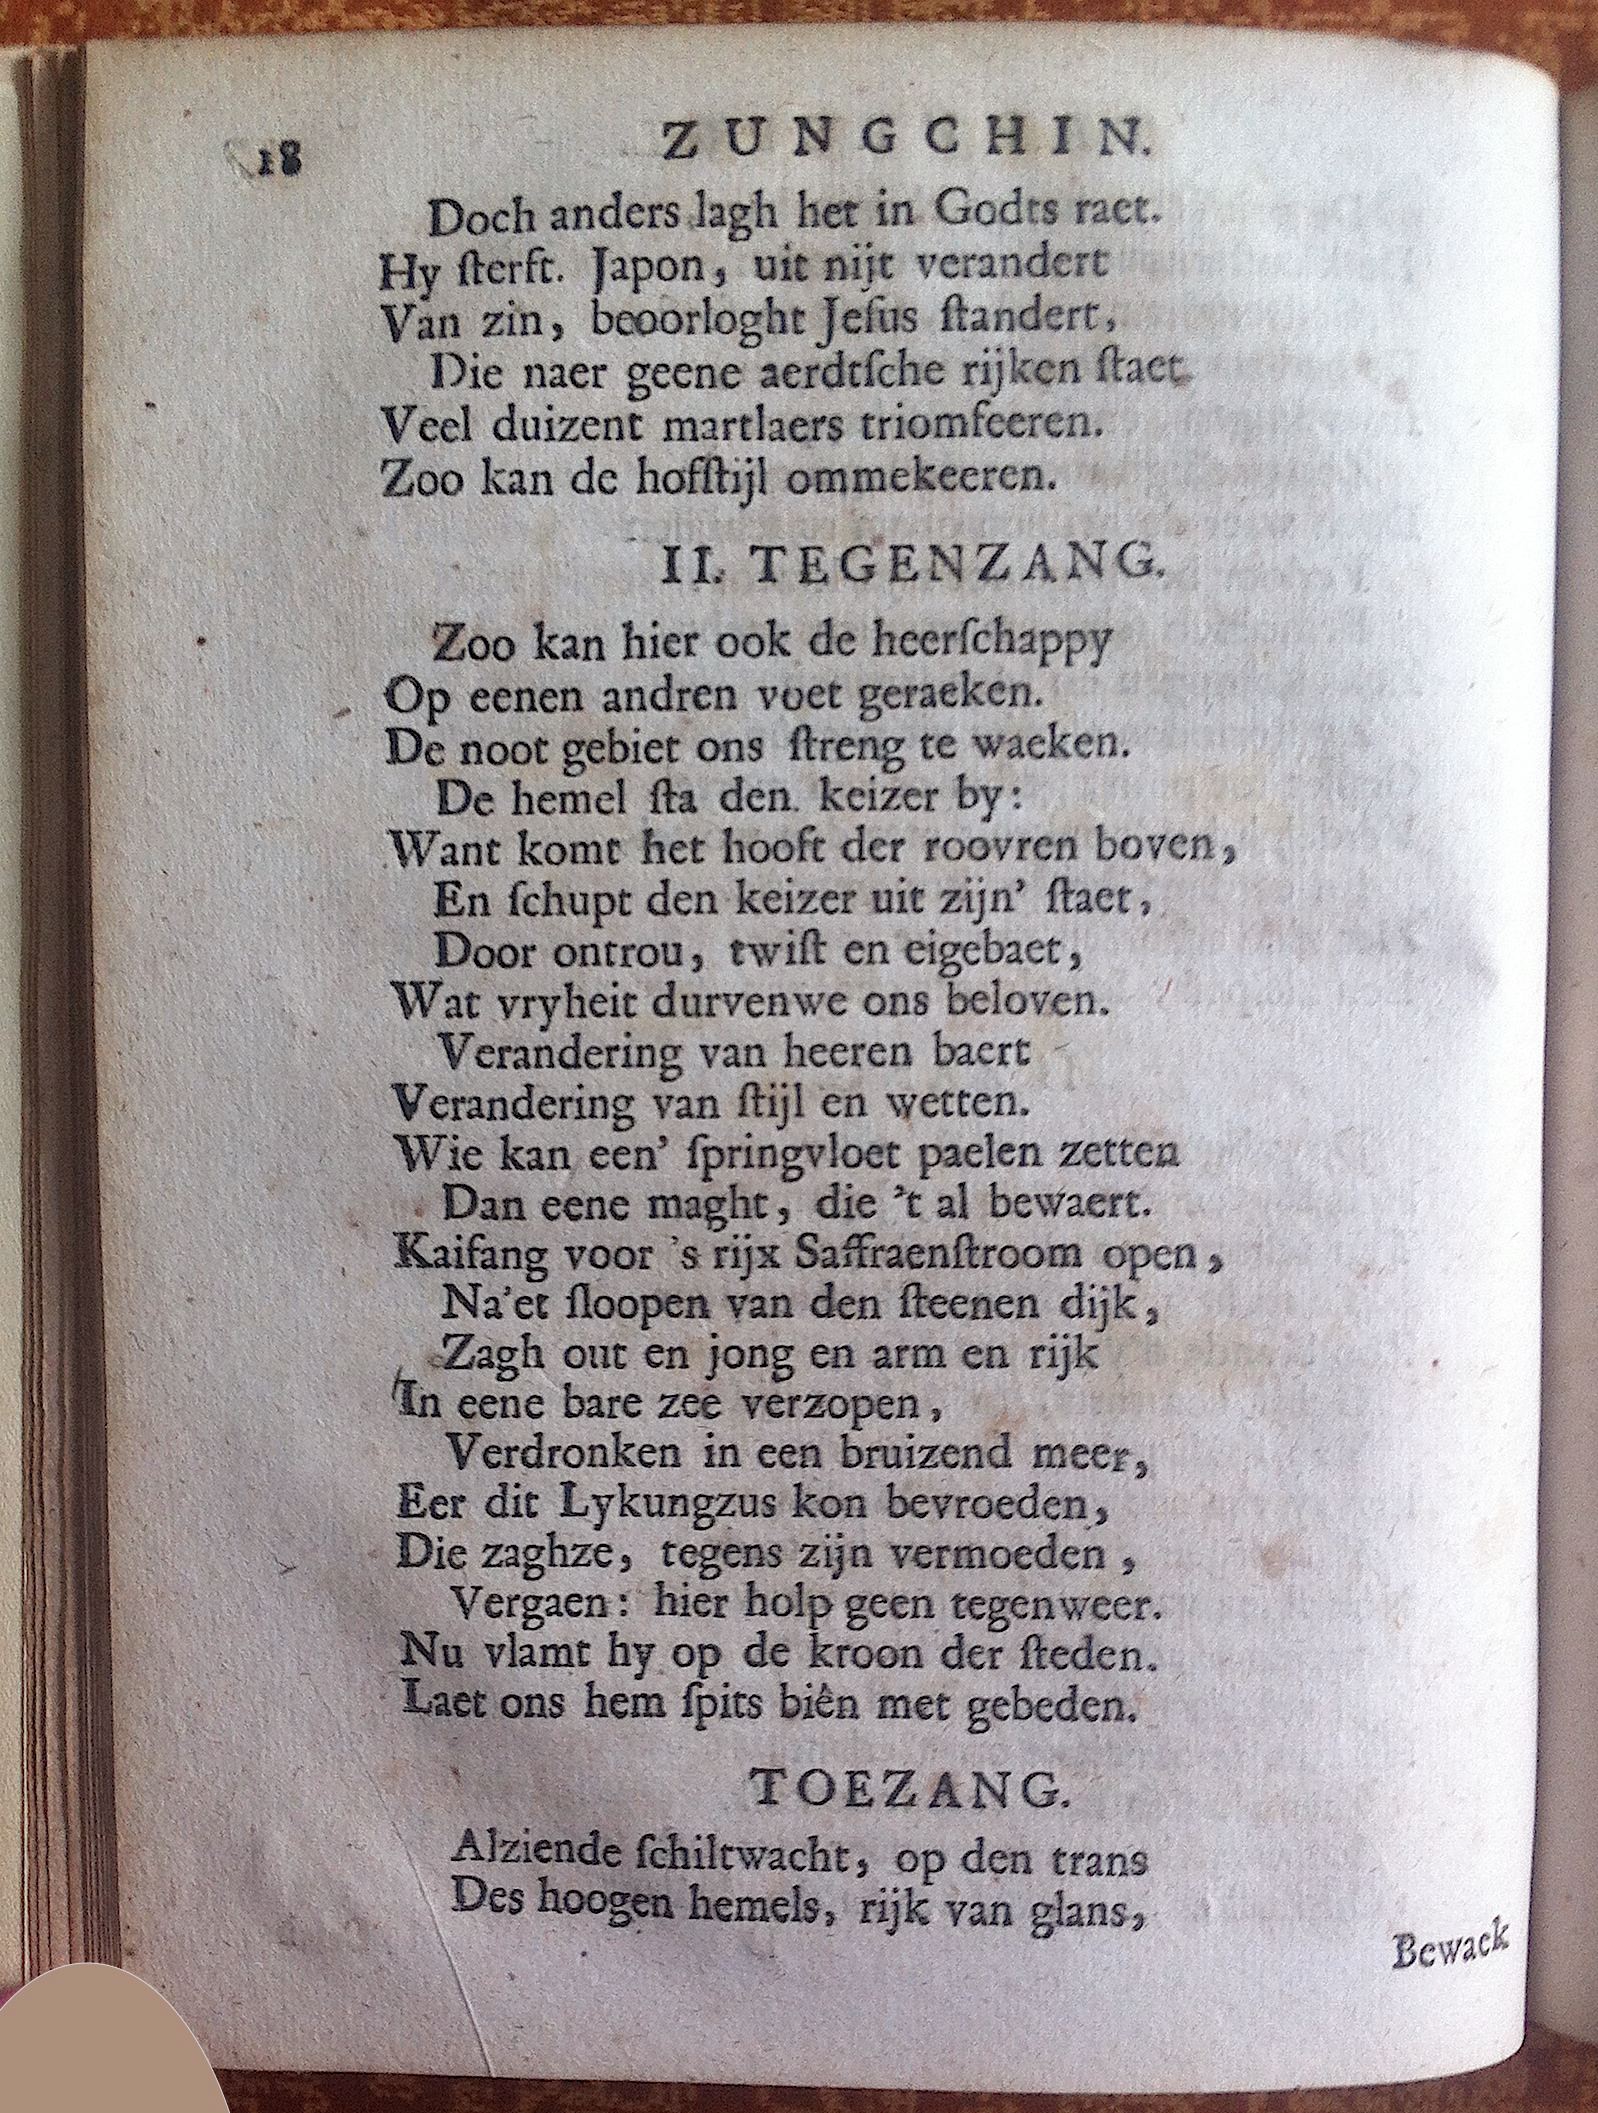 18 ZUNGCHIN.
Doch anders lagh het in Godts raet.
Hy ſterft. Japon, uit nijt verandert
Van zin, beoorloght Jeſus ſtandert,
Die naer geene aerdtſche rijken ſtaet.
Veel duizent martlaers triomfeeren.
Zoo kan de hofſtijl ommekeeren.
II. TEGENZANG.
Zoo kan hier ook de heerſchappy
Op eenen andren voet geraeken.
De noot gebiet ons ſtreng te waeken.
De hemel ſta den keizer by:
Want komt het hooft der roovren boven,
En ſchupt den keizer uit zijn' ſtaet,
Door ontrou, twiſt en eigebaet,
Wat vryheit durvenwe ons beloven.
Verandering van heeren baert
Verandering van ſtijl en wetten.
Wie kan een' ſpringvloet paelen zetten
Dan eene maght, die 't al bewaert.
Kaifang voor 's rijx Saffraenſtroom open,
Na'et ſloopen van den ſteenen dijk,
Zagh out en jong en arm en rijk
In eene bare zee verzopen,
Verdronken in een bruizend meer,
Eer dit Lykungzus kon bevroeden,
Die zaghze, tegens zijn vermoeden,
Vergaen: hier holp geen tegenweer.
Nu vlamt hy op de kroon der ſteden.
Laet ons hem ſpits biên met gebeden.
TOEZANG.
Alziende ſchiltwacht, op den trans
Des hoogen hemels, rijk van glans,
Bewaek